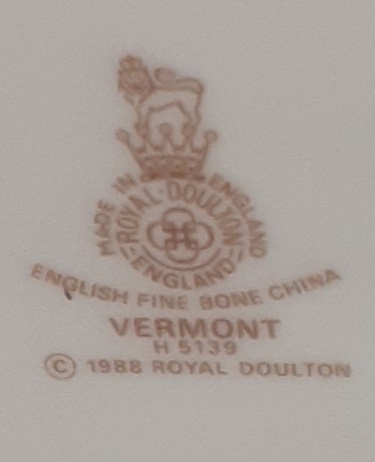 MADE IN ENGLAND
ROYAL DOULTON
ENGLAND
ENGLISH FINE BONE CHINA
VERMONT
H 5139
© 1988 ROYAL DOULTON